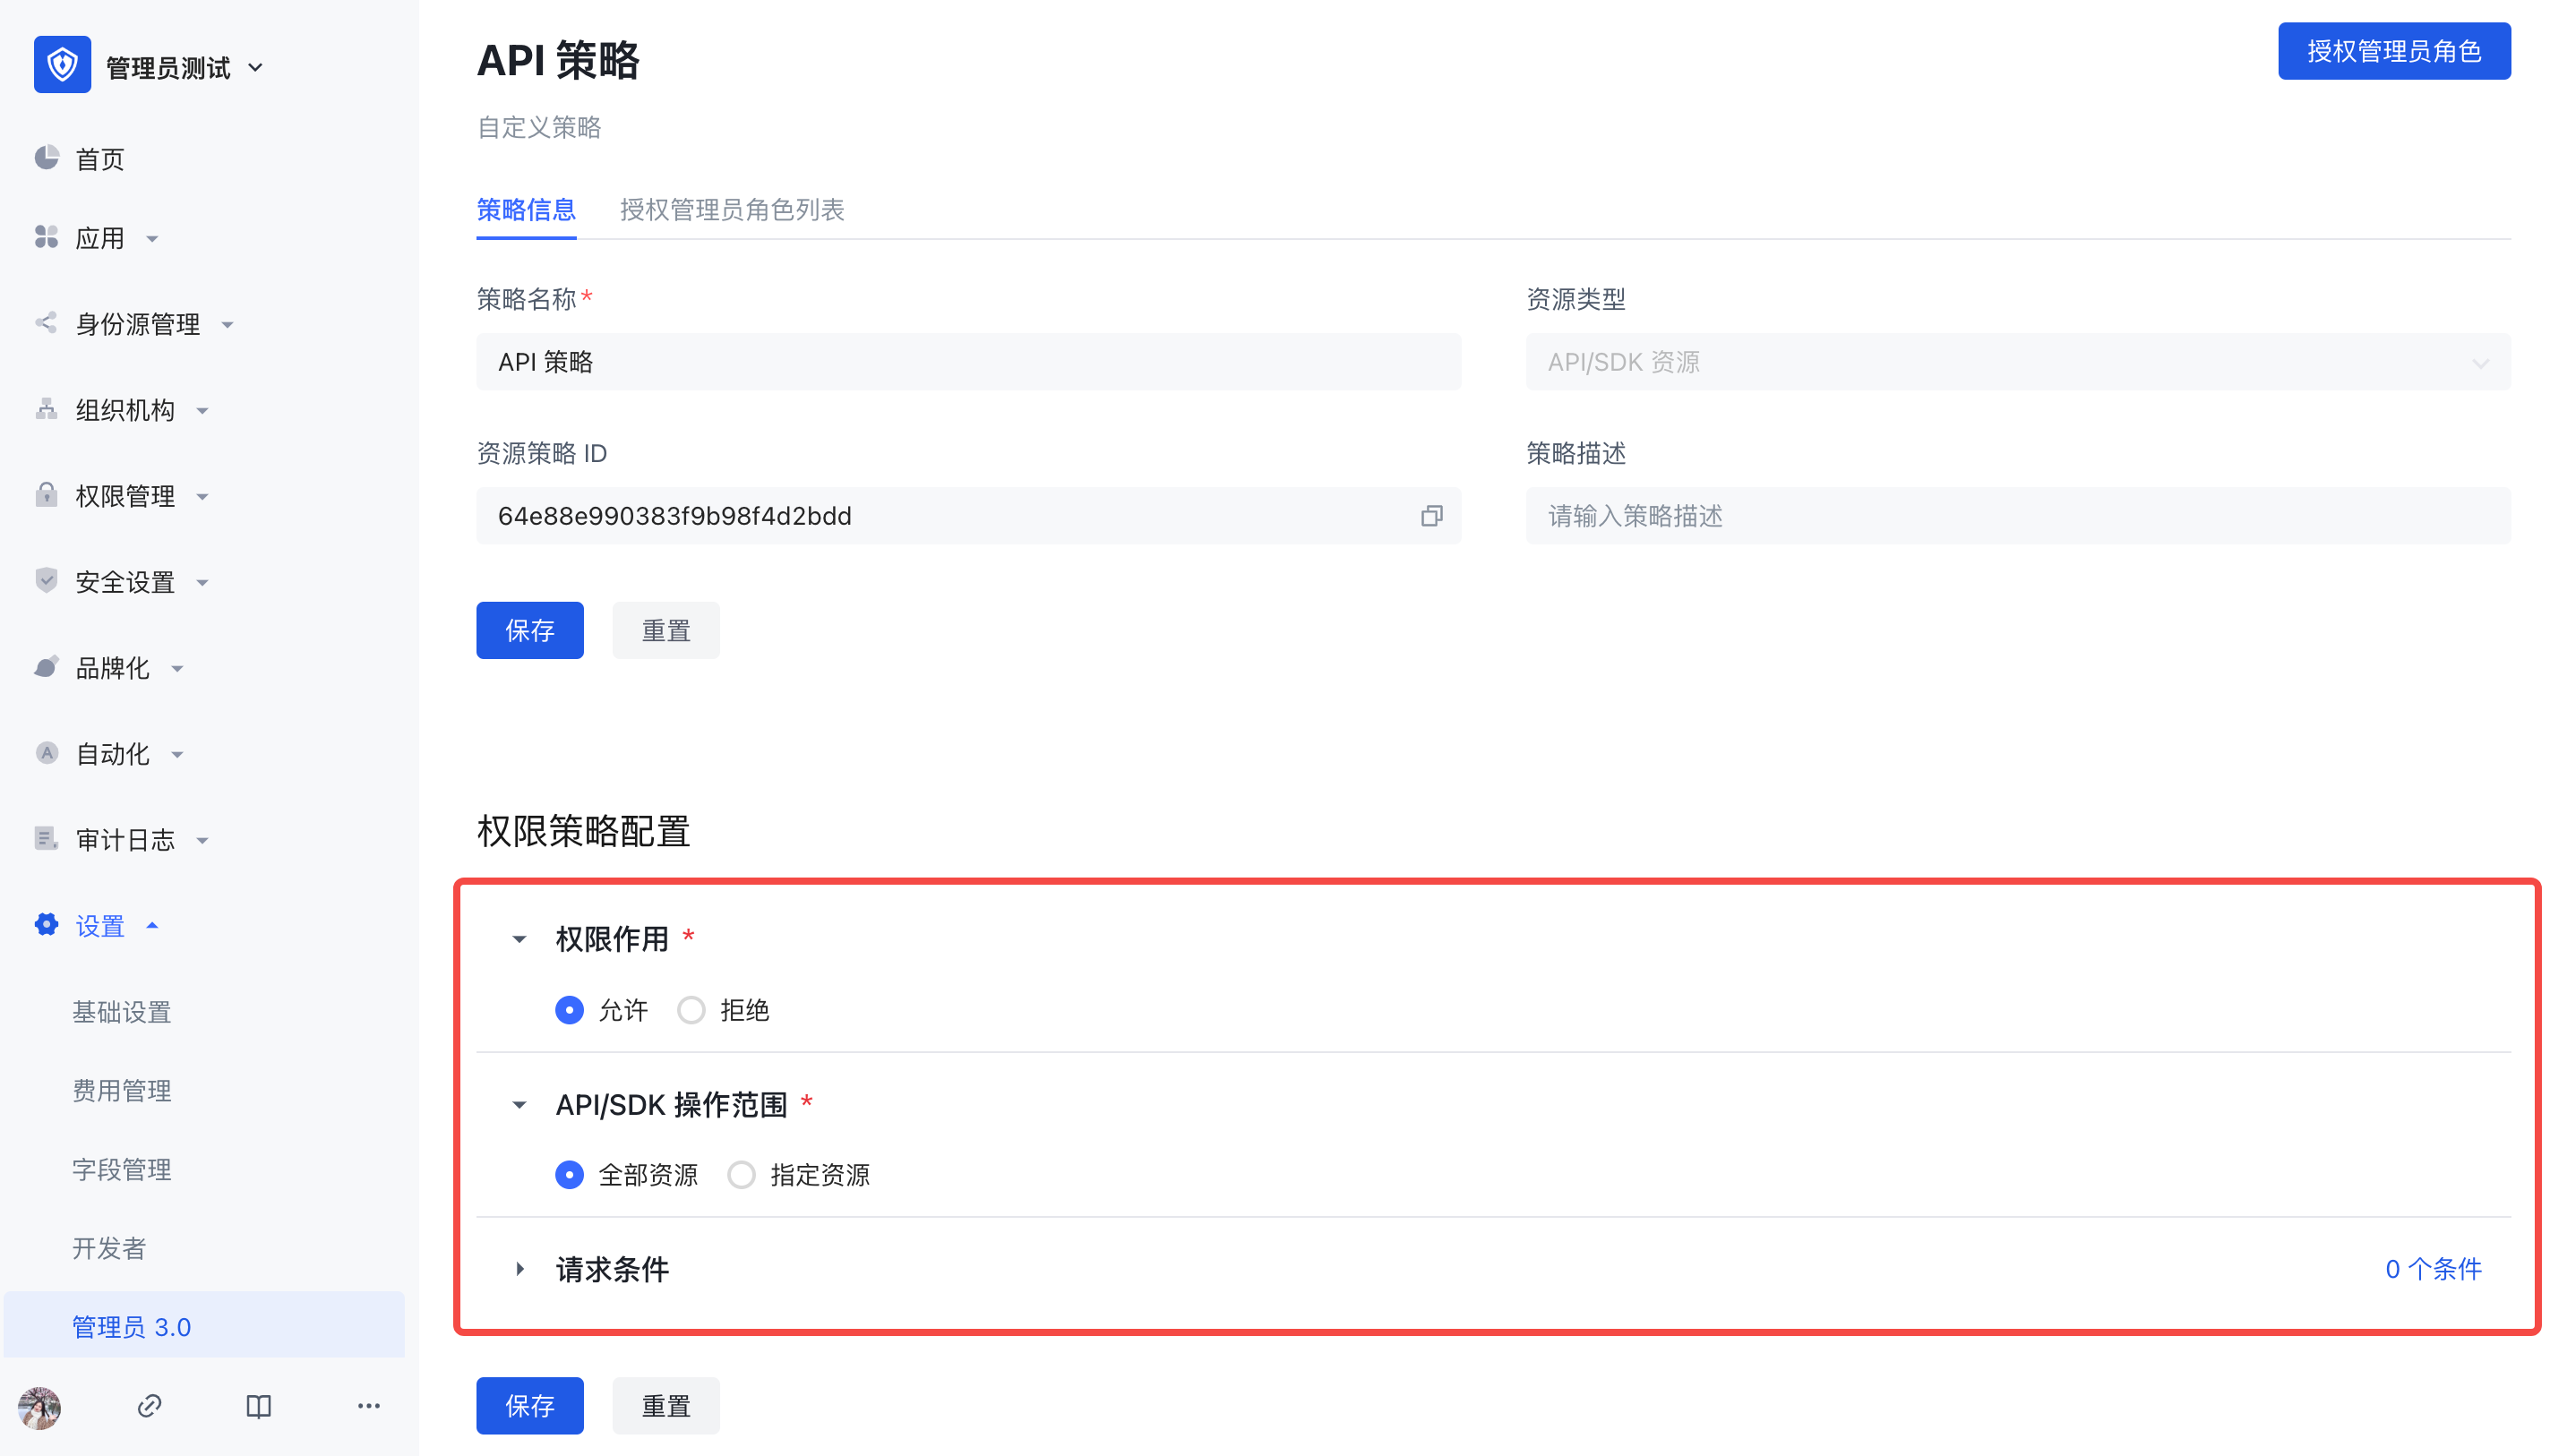 管理员测试
首页
应用
身份源管理
组织机构
权限管理
安全设置
品牌化
自动化
审计日志
设置
基础设置
费用管理
字段管理
开发者
管理员 3.0
API 策略
授权管理员角色
自定义策略
策略信息 授权管理员角色列表
策略名称* 资源类型
API 策略 API/SDK 资源
资源策略 ID 策略描述
64e88e990383f9b98f4d2bdd 请输入策略描述
保存 重置
权限策略配置
权限作用 *
允许 拒绝
API/SDK 操作范围 *
全部资源 指定资源
请求条件 0 个条件
保存 重置